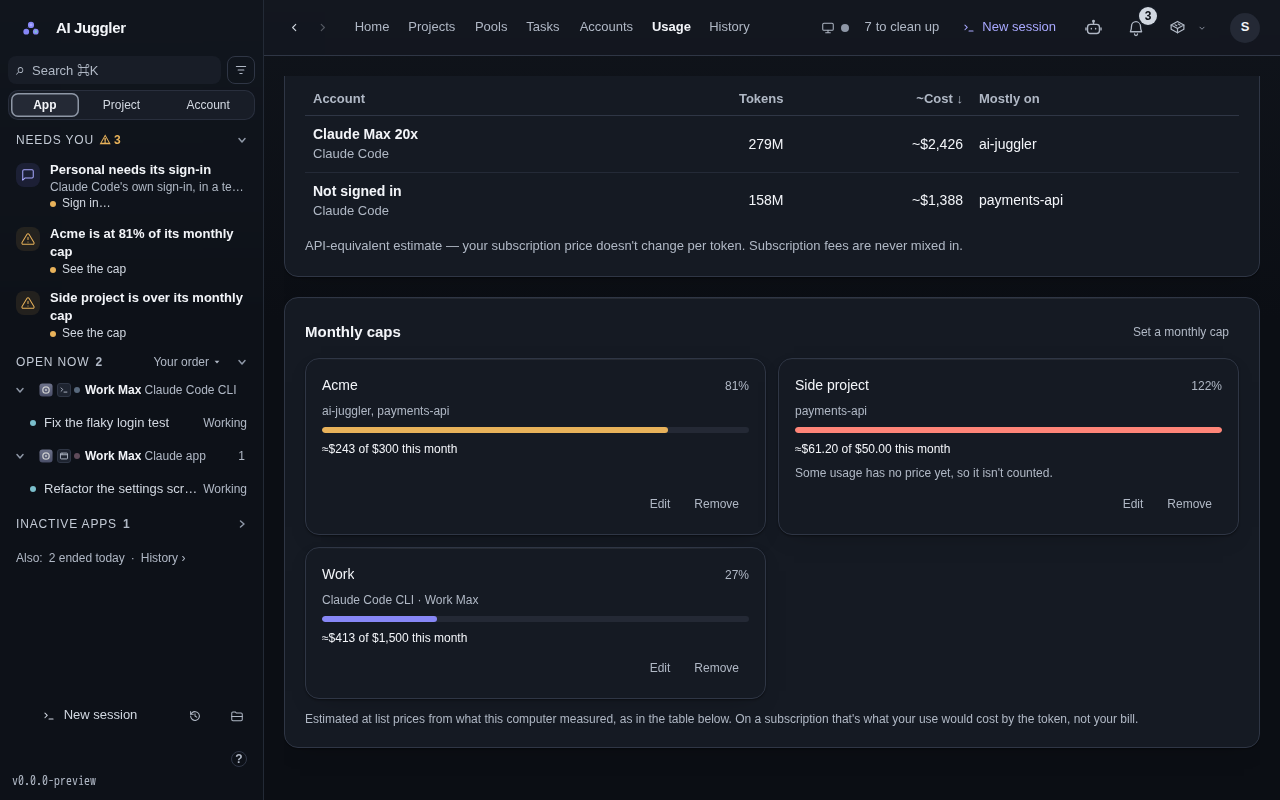 AI Juggler
Search ⌘K
App
Project
Account
NEEDS YOU 3
Personal needs its sign-in
Claude Code's own sign-in, in a te…
Sign in…
Acme is at 81% of its monthly cap
See the cap
Side project is over its monthly cap
See the cap
OPEN NOW 2
Your order
Work Max Claude Code CLI
Fix the flaky login test
Working
Work Max Claude app
1
Refactor the settings scr…
Working
INACTIVE APPS 1
Also: 2 ended today · History ›
New session
?
v0.0.0-preview
Home
Projects
Pools
Tasks
Accounts
Usage
History
7 to clean up
New session
3
S
Account
Tokens
~Cost ↓
Mostly on
Claude Max 20x
Claude Code
279M
~$2,426
ai-juggler
Not signed in
Claude Code
158M
~$1,388
payments-api
API-equivalent estimate — your subscription price doesn't change per token. Subscription fees are never mixed in.
Monthly caps
Set a monthly cap
Acme
81%
ai-juggler, payments-api
≈$243 of $300 this month
Edit
Remove
Side project
122%
payments-api
≈$61.20 of $50.00 this month
Some usage has no price yet, so it isn't counted.
Edit
Remove
Work
27%
Claude Code CLI · Work Max
≈$413 of $1,500 this month
Edit
Remove
Estimated at list prices from what this computer measured, as in the table below. On a subscription that's what your use would cost by the token, not your bill.